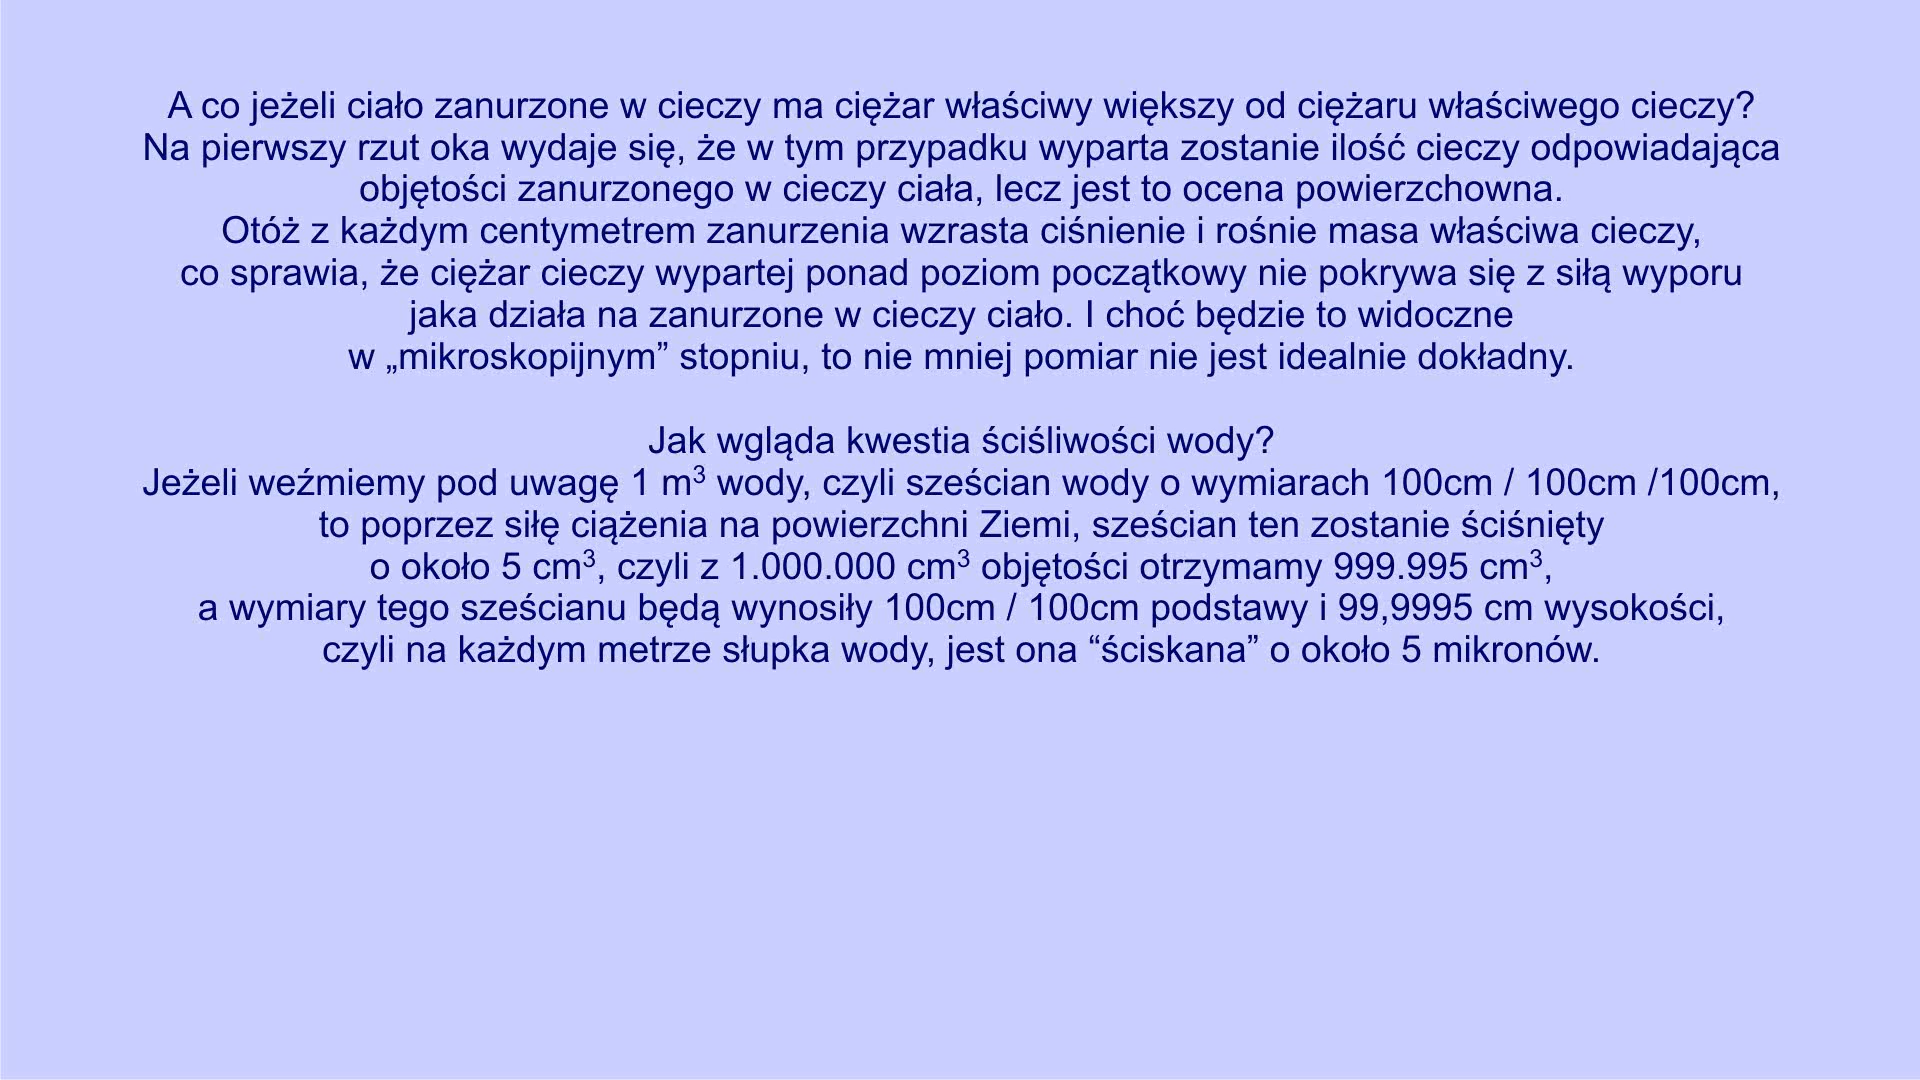 A co jeżeli ciało zanurzone w cieczy ma ciężar właściwy większy od ciężaru właściwego cieczy?
Na pierwszy rzut oka wydaje się, że w tym przypadku wyparta zostanie ilość cieczy odpowiadająca
objętości zanurzonego w cieczy ciała, lecz jest to ocena powierzchowna.
Otóż z każdym centymetrem zanurzenia wzrasta ciśnienie i rośnie masa właściwa cieczy,
co sprawia, że ciężar cieczy wypartej ponad poziom początkowy nie pokrywa się z siłą wyporu
jaka działa na zanurzone w cieczy ciało. I choć będzie to widoczne
w „mikroskopijnym” stopniu, to nie mniej pomiar nie jest idealnie dokładny.
Jak wgląda kwestia ściśliwości wody?
Jeżeli weźmiemy pod uwagę 1 m³ wody, czyli sześcian wody o wymiarach 100cm / 100cm /100cm,
to poprzez siłę ciążenia na powierzchni Ziemi, sześcian ten zostanie ściśnięty
o około 5 cm³, czyli z 1.000.000 cm³ objętości otrzymamy 999.995 cm³,
a wymiary tego sześcianu będą wynosiły 100cm / 100cm podstawy i 99,9995 cm wysokości,
czyli na każdym metrze słupka wody, jest ona “ściskana” o około 5 mikronów.